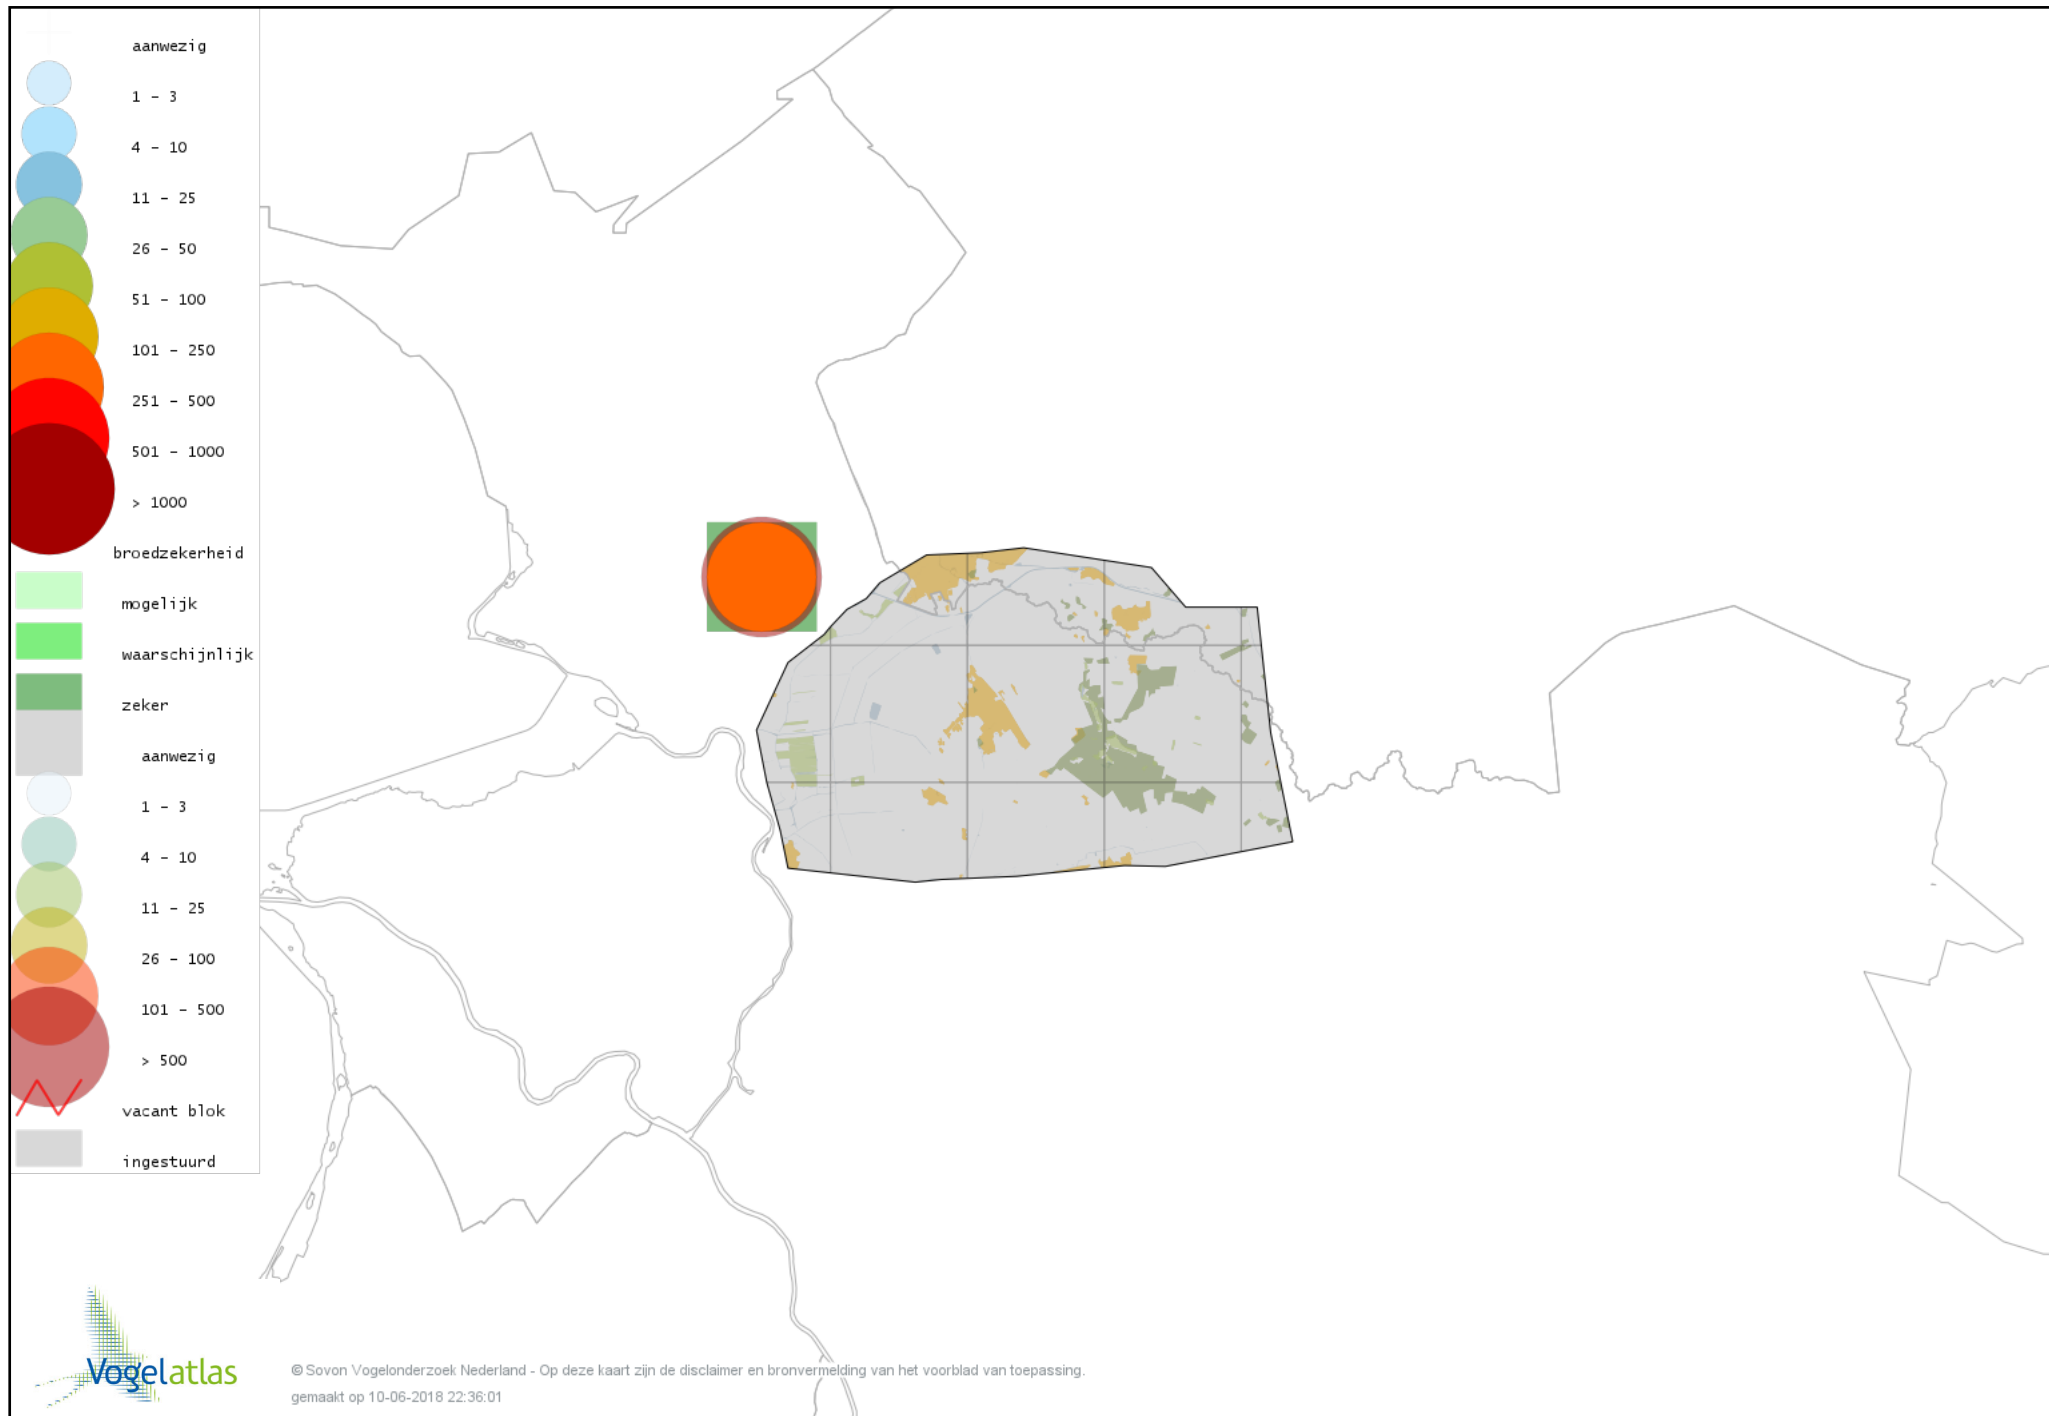 aanwezig
1 - 3
4 - 10
11 - 25
26 - 50
51 - 100
101 - 250
251 - 500
501 - 1000
> 1000
broedzekerheid
mogelijk
waarschijnlijk
zeker
aanwezig
1 - 3
4 - 10
11 - 25
26 - 100
101 - 500
> 500
vacant blok
ingestuurd
Vogelatlas
© Sovon Vogelonderzoek Nederland - Op deze kaart zijn de disclaimer en bronvermelding van het voorblad van toepassing.
gemaakt op 10-06-2018 22:36:01